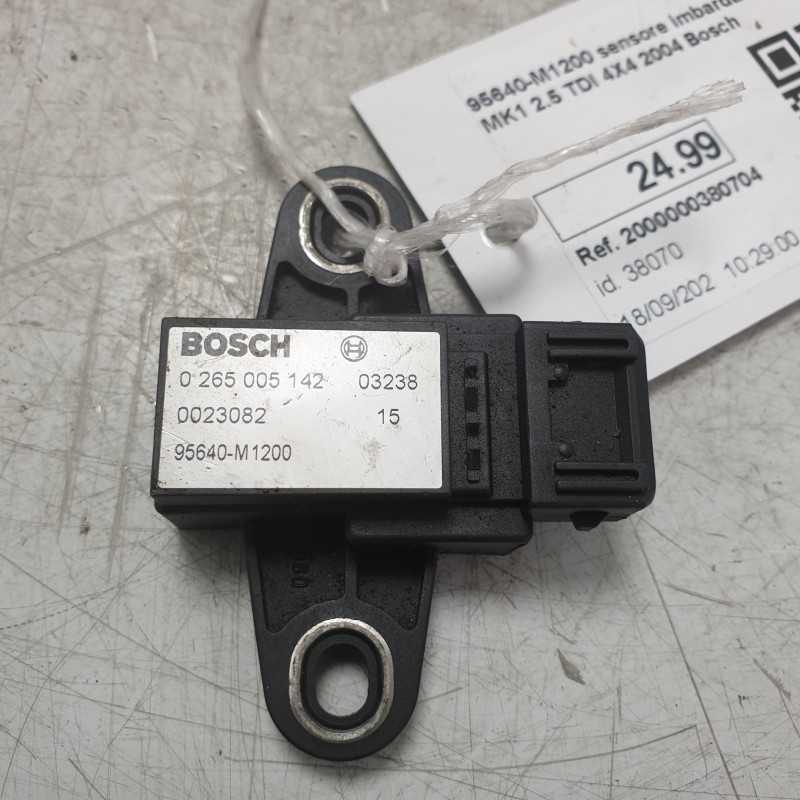 95640-M1200 sensore
MK1 2.5 TDI 4X4 2004 Bosch
24.99
Ref. 2000000380704
id. 38070
18/09/202 10:29:00
BOSCH
0 265 005 142 03238
0023082 15
95640-M1200